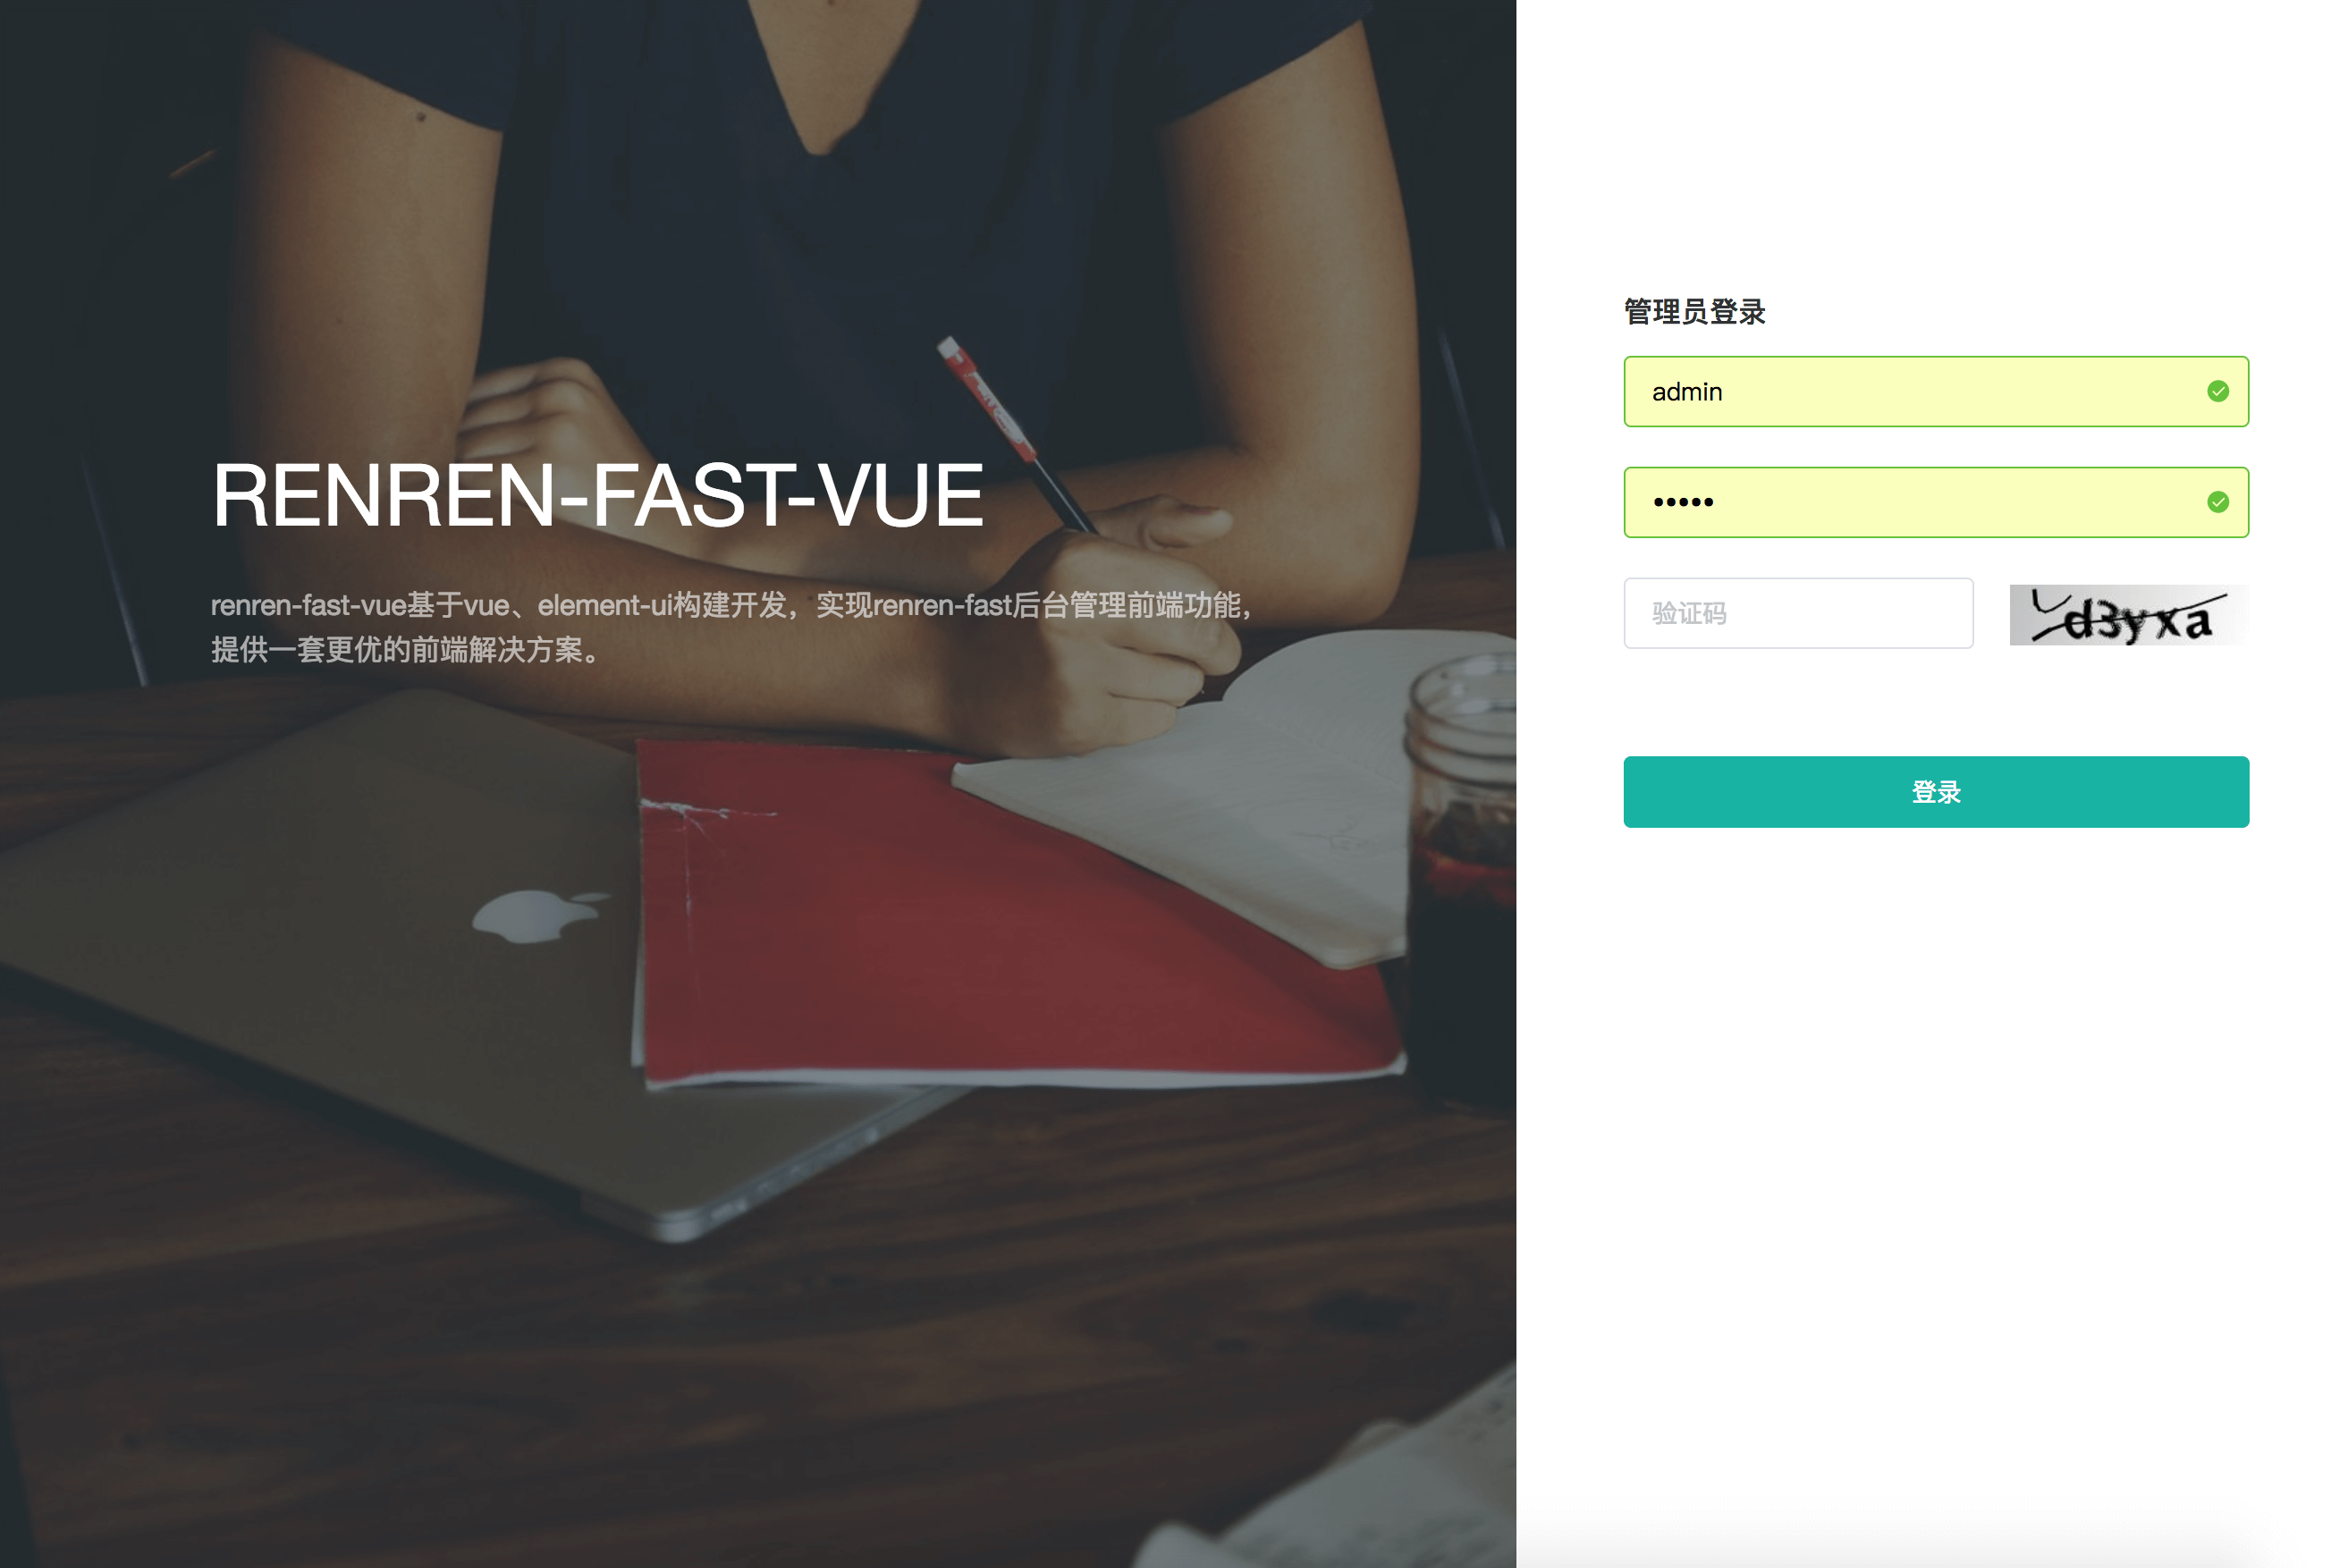 RENREN-FAST-VUE
renren-fast-vue基于vue、element-ui构建开发，实现renren-fast后台管理前端功能，
提供一套更优的前端解决方案。
管理员登录
admin
•••••
验证码
d3yxa
登录